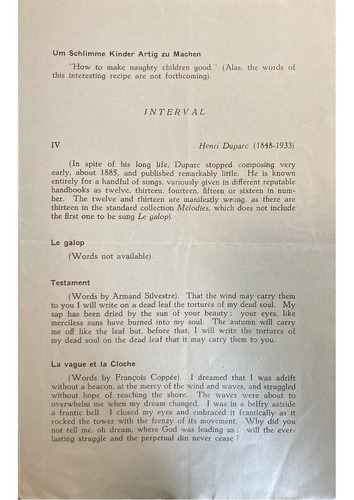 Um Schlimme Kinder Artig zu Machen
"How to make naughty children good." (Alas, the words of
this interesting recipe are not forthcoming).
INTERVAL
IV Henri Duparc (1848-1933)
(In spite of his long life, Duparc stopped composing very
early, about 1885, and published remarkably little. He is known
entirely for a handful of songs, variously given in different reputable
handbooks as twelve, thirteen, fourteen, fifteen or sixteen in num-
ber. The twelve and thirteen are manifestly wrong, as there are
thirteen in the standard collection Mélodies, which does not include
the first one to be sung Le galop).
Le galop
(Words not available).
Testament
(Words by Armand Silvestre). That the wind may carry them
to you I will write on a dead leaf the tortures of my dead soul. My
sap has been dried by the sun of your beauty; your eyes, like
merciless suns have burned into my soul. The autumn will carry
me off like the leaf but, before that, I will write the tortures of
my dead soul on the dead leaf that it may carry them to you.
La vague et la Cloche
(Words by François Coppée). I dreamed that I was adrift
without a beacon, at the mercy of the wind and waves, and struggled
without hope of reaching the shore. The waves were about to
overwhelm me when my dream changed. I was in a belfry astride
a frantic bell. I closed my eyes and embraced it frantically as it
rocked the tower with the frenzy of its movement. Why did you
not tell me, oh dream, where God was leading us; will the ever-
lasting struggle and the perpetual din never cease?